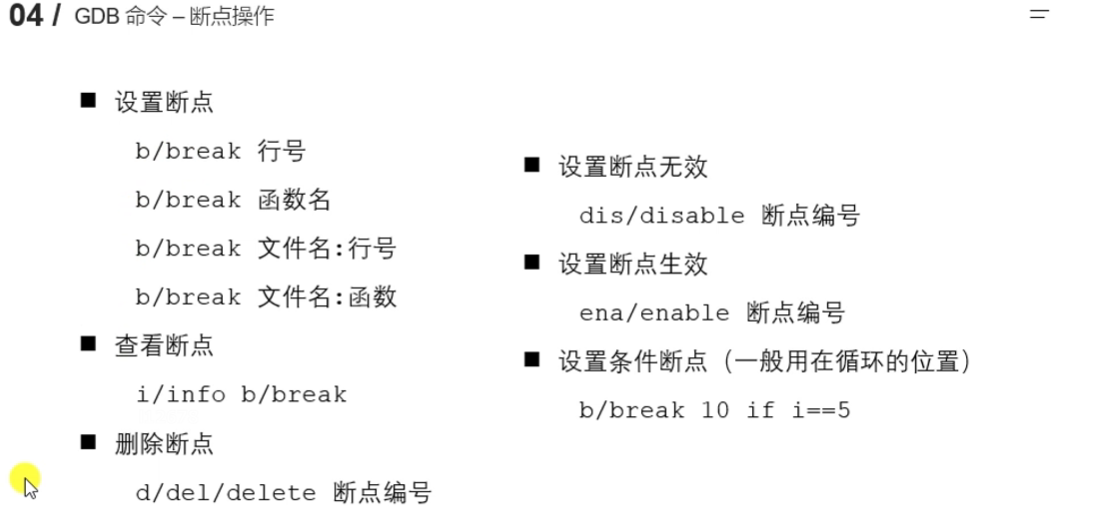 04 / GDB 命令 – 断点操作
■ 设置断点
b/break 行号
b/break 函数名
b/break 文件名:行号
b/break 文件名:函数
■ 查看断点
i/info b/break
■ 删除断点
d/del/delete 断点编号
■ 设置断点无效
dis/disable 断点编号
■ 设置断点生效
ena/enable 断点编号
■ 设置条件断点（一般用在循环的位置）
b/break 10 if i==5